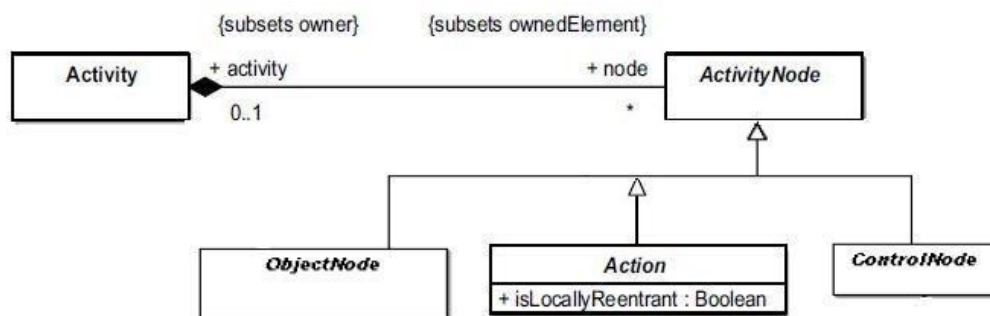 {subsets owner} {subsets ownedElement}
Activity + activity + node ActivityNode
0..1 *
ObjectNode Action ControlNode
+ isLocallyReentrant : Boolean